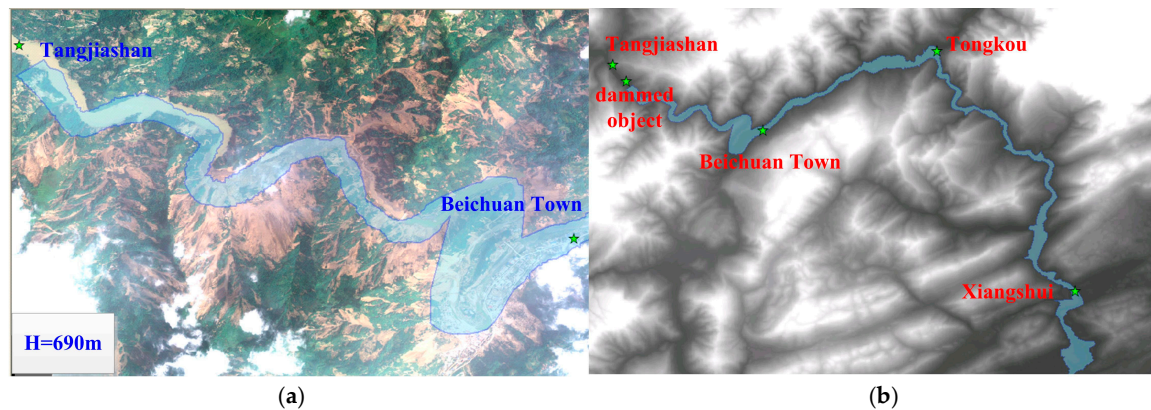 Tangjiashan
Beichuan Town
H=690m
(a)
Tangjiashan
dammed
object
Beichuan Town
Tongkou
Xiangshui
(b)